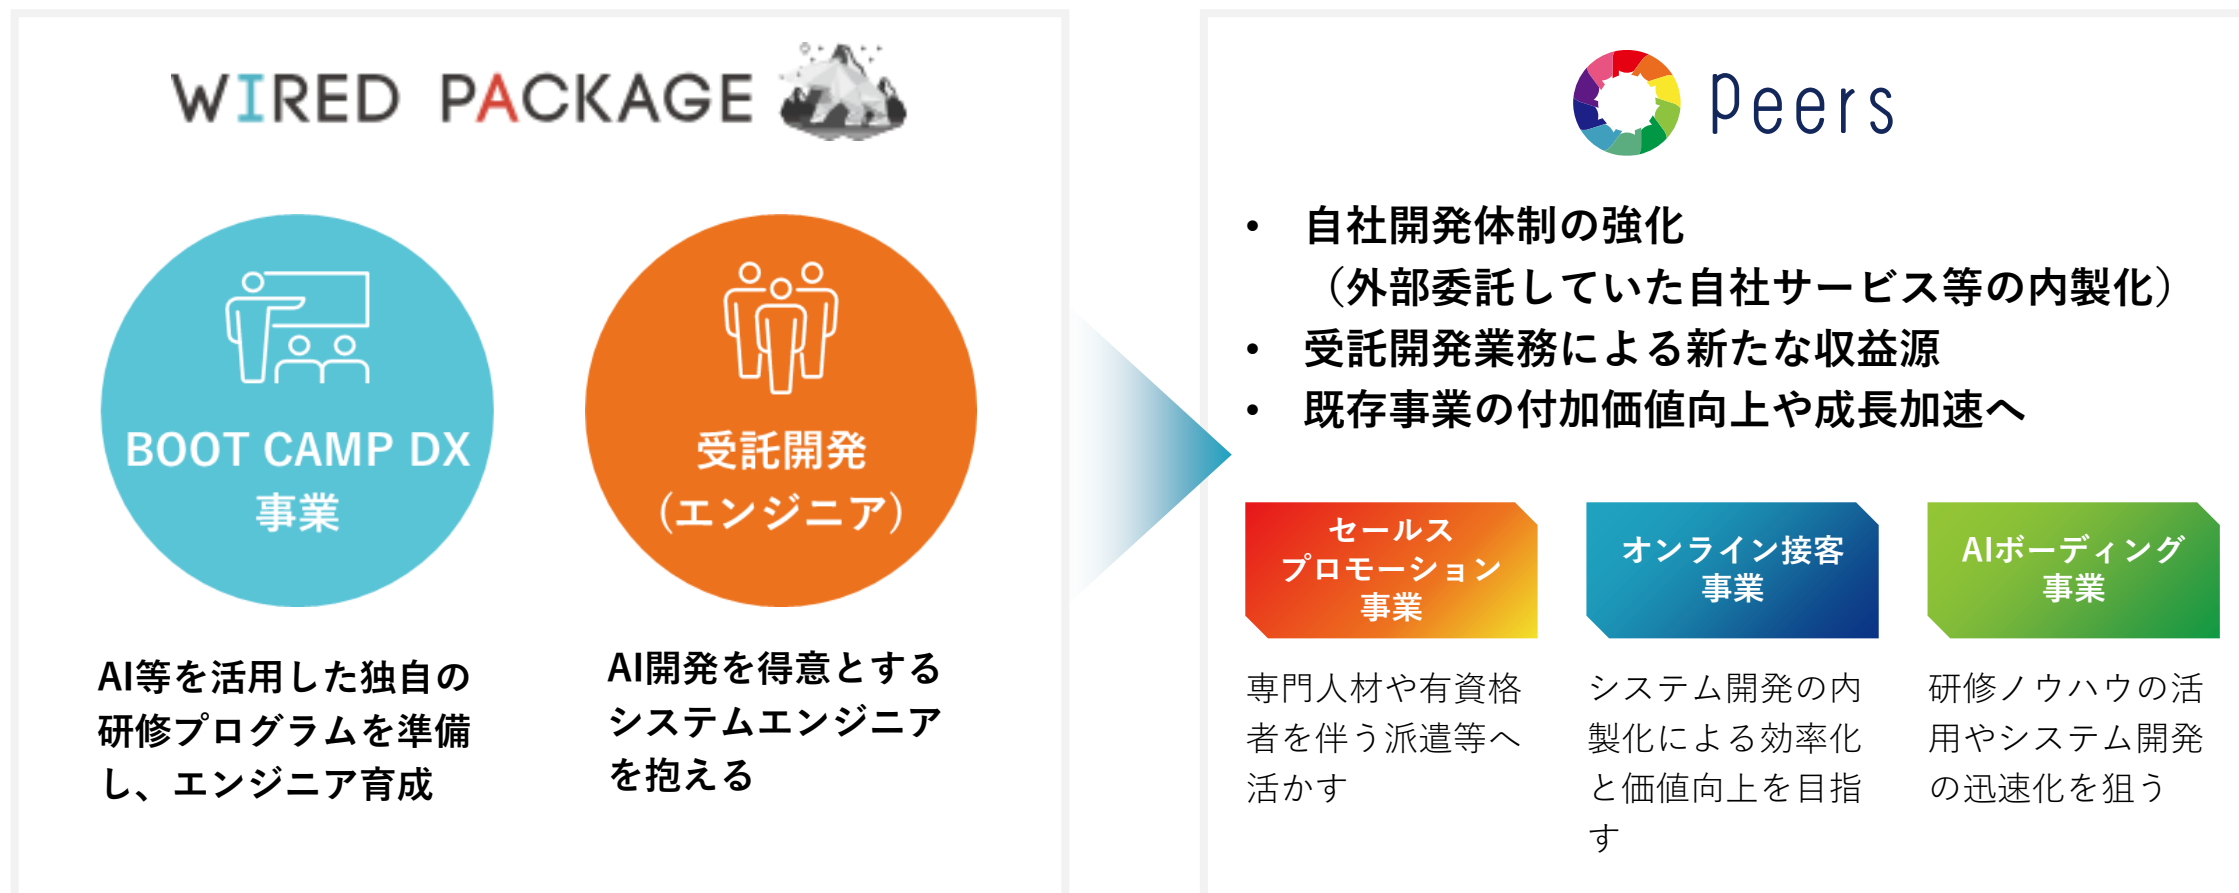 WIRED PACKAGE
BOOT CAMP DX
事業
受託開発
(エンジニア)
AI等を活用した独自の
研修プログラムを準備
し、エンジニア育成
AI開発を得意とする
システムエンジニア
を抱える
Peers
• 自社開発体制の強化
（外部委託していた自社サービス等の内製化）
• 受託開発業務による新たな収益源
• 既存事業の付加価値向上や成長加速へ
セールス
プロモーション
事業
専門人材や有資格
者を伴う派遣等へ
活かす
オンライン接客
事業
システム開発の内
製化による効率化
と価値向上を目指
す
AIボーディング
事業
研修ノウハウの活
用やシステム開発
の迅速化を狙う